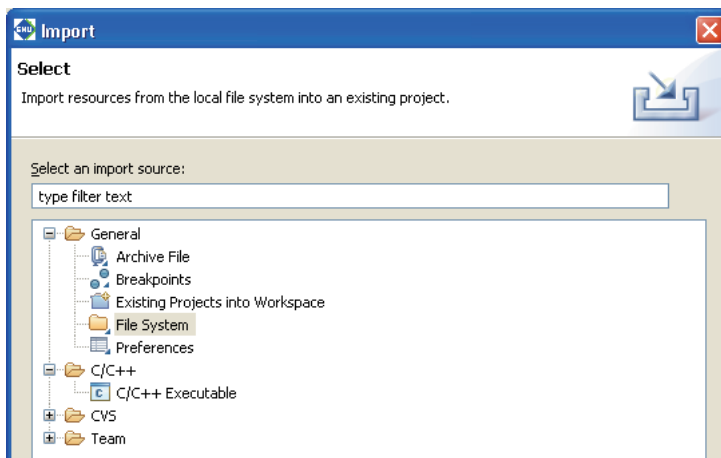 GNU Import
Select
Import resources from the local file system into an existing project.
Select an import source:
type filter text
General
Archive File
Breakpoints
Existing Projects into Workspace
File System
Preferences
C/C++
C C/C++ Executable
CVS
Team